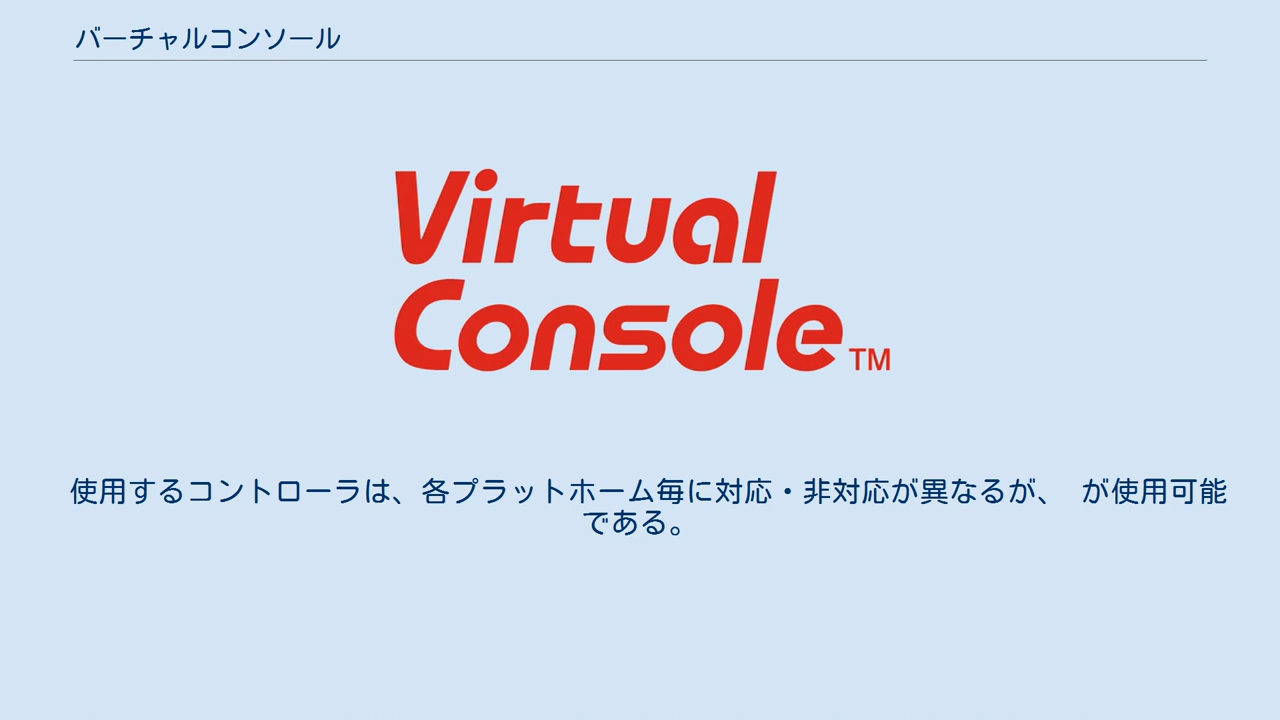 バーチャルコンソール
Virtual
Console TM
使用するコントローラは、各プラットホーム毎に対応・非対応が異なるが、 が使用可能
である。